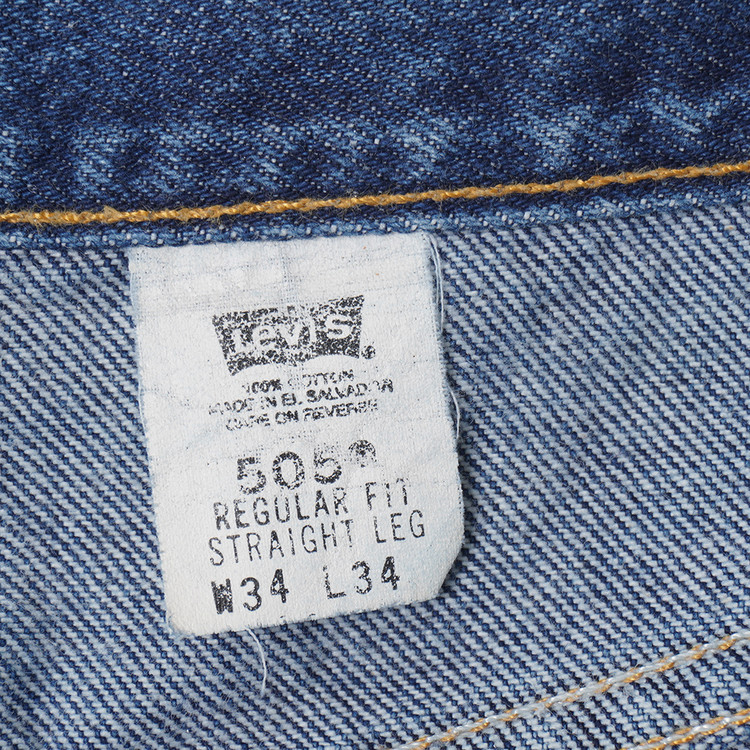 Levi's®
100% COTTON
MADE IN EL SALVADOR
CARE ON REVERSE
505®
REGULAR FIT
STRAIGHT LEG
W34 L34